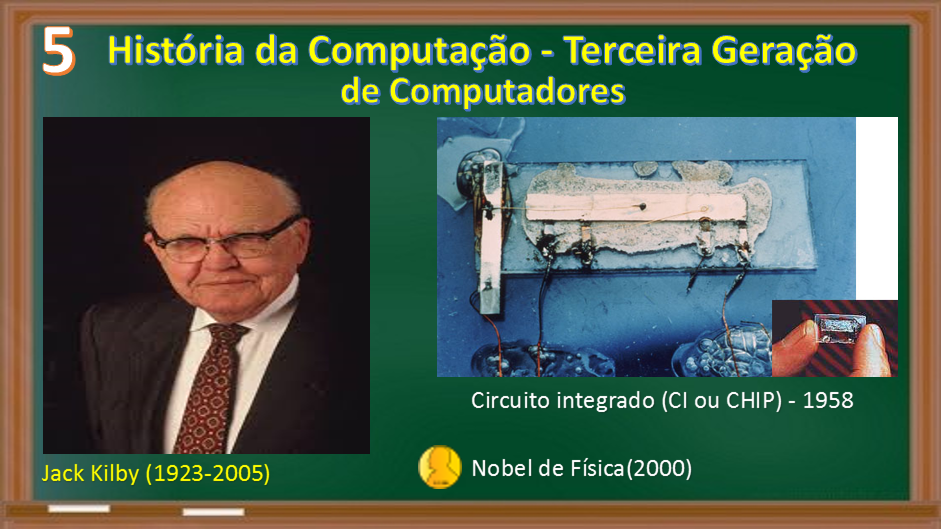 5
História da Computação - Terceira Geração
de Computadores
Circuito integrado (CI ou CHIP) - 1958
Jack Kilby (1923-2005)
Nobel de Física(2000)